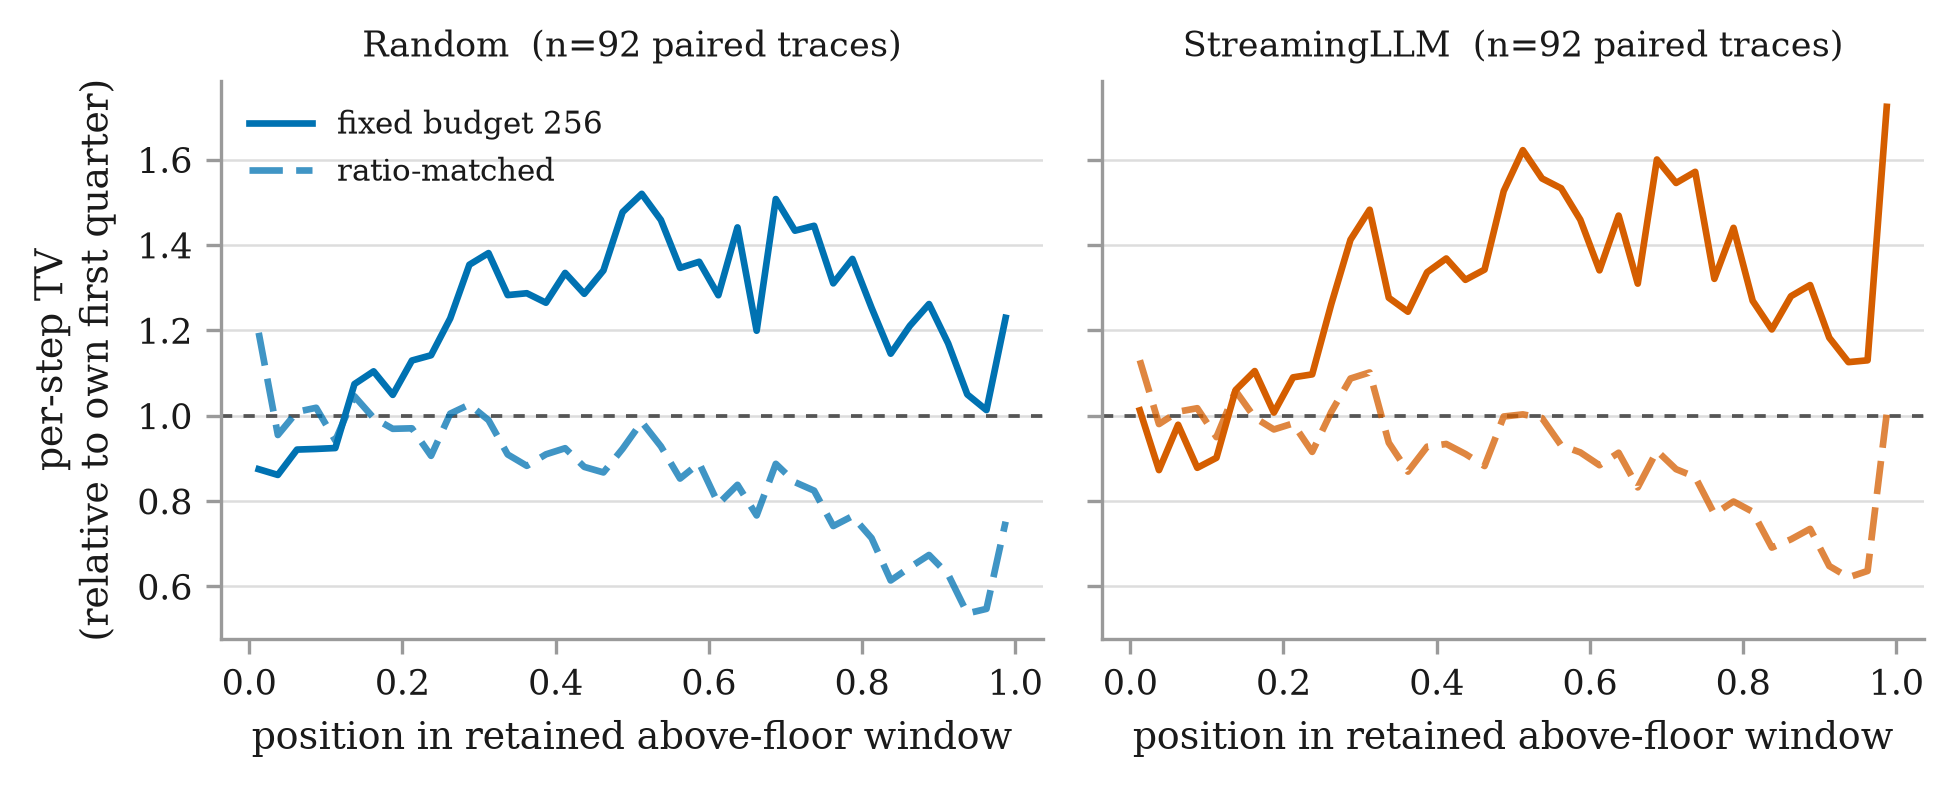 Random  (n=92 paired traces)
StreamingLLM  (n=92 paired traces)
per-step TV
(relative to own first quarter)
fixed budget 256
ratio-matched
1.6
1.4
1.2
1.0
0.8
0.6
0.0 0.2 0.4 0.6 0.8 1.0
0.0 0.2 0.4 0.6 0.8 1.0
position in retained above-floor window
position in retained above-floor window